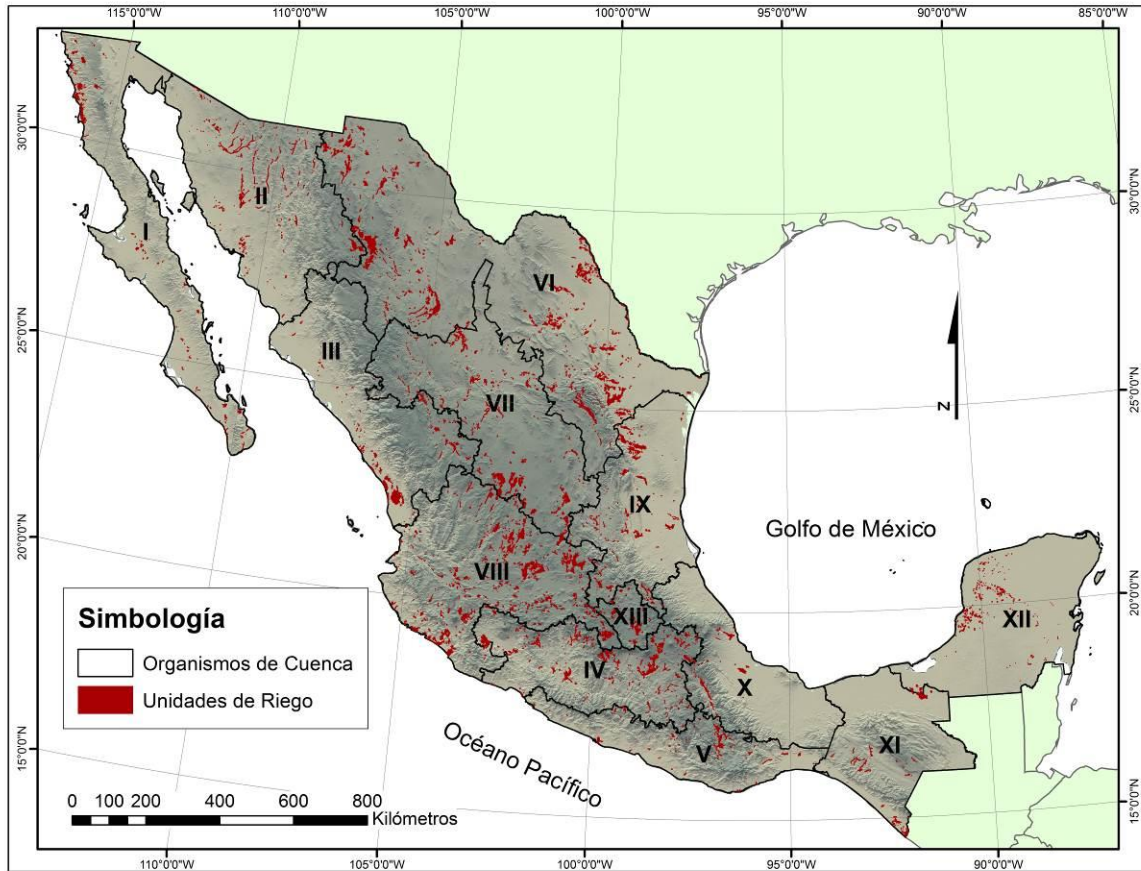 115°0'0"W
110°0'0"W
105°0'0"W
100°0'0"W
95°0'0"W
90°0'0"W
85°0'0"W
30°0'0"N
25°0'0"N
20°0'0"N
15°0'0"N
30°0'0"N
25°0'0"N
20°0'0"N
15°0'0"N
I
II
III
VI
VII
IX
VIII
XIII
IV
X
V
XI
XII
Golfo de México
Océano Pacífico
N
Simbología
Organismos de Cuenca
Unidades de Riego
0 100 200 400 600 800
Kilómetros
110°0'0"W
105°0'0"W
100°0'0"W
95°0'0"W
90°0'0"W